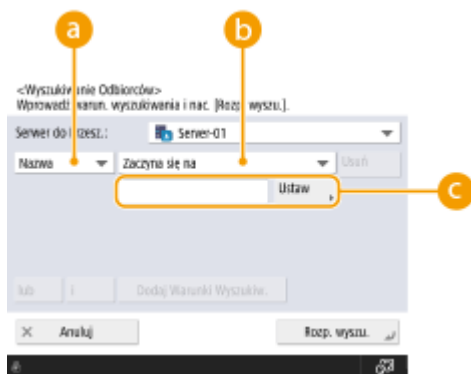 a b
<Wyszukiwanie Odbiorców>
Wprowadź warun. wyszukiwania i nac. [Rozp. wyszu.].
Serwer do Przesz.: Server-01
Nazwa Zaczyna się na Usuń
Ustaw
c
lub i Dodaj Warunki Wyszukiw.
× Anuluj Rozp. wyszu.